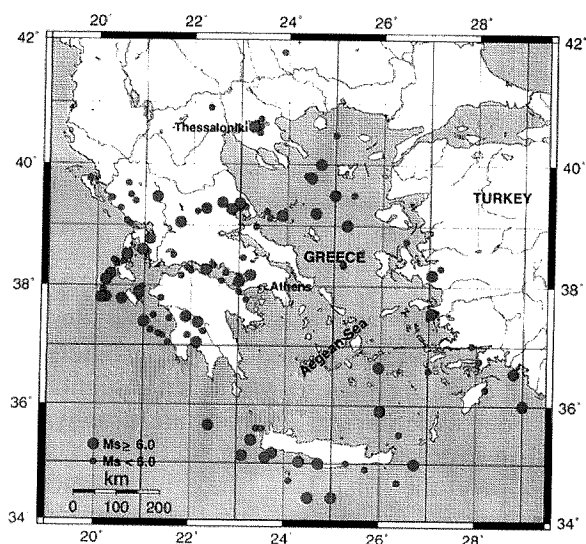 20° 22° 24° 26° 28°
42° 42°
Thessaloniki
40° 40°
TURKEY
GREECE
38° 38°
Athens
Aegean Sea
36° 36°
Ms≥ 6.0
Ms< 6.0
km
0 100 200
34° 34°
20° 22° 24° 26° 28°